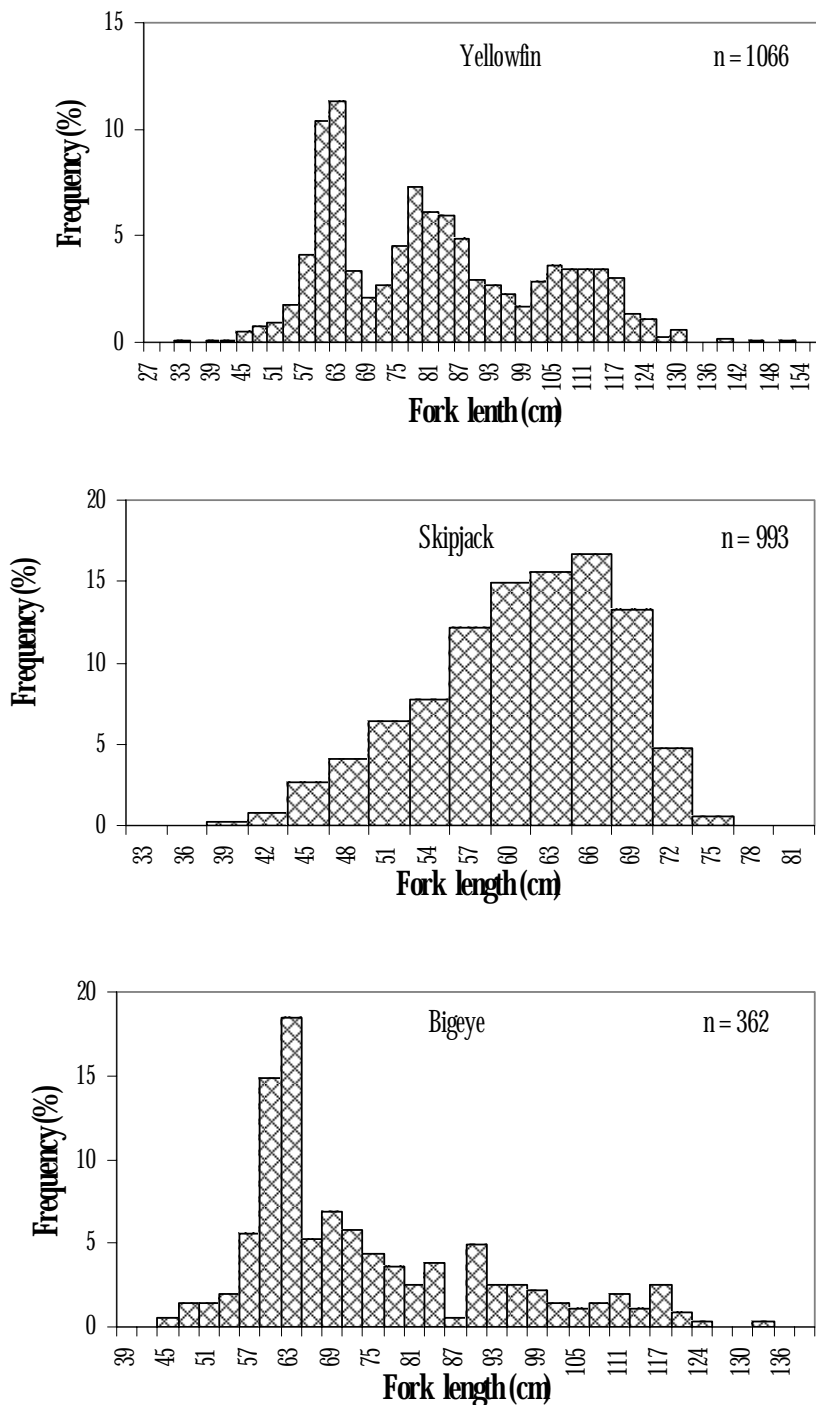 15
Yellowfin n = 1066
10
5
0
Frequency (%)
27 33 39 45 51 57 63 69 75 81 87 93 99 105 111 117 124 130 136 142 148 154
Fork lenth (cm)
20
Skipjack n = 993
15
10
5
0
Frequency (%)
33 36 39 42 45 48 51 54 57 60 63 66 69 72 75 78 81
Fork length (cm)
20
Bigeye n = 362
15
10
5
0
Frequency (%)
39 45 51 57 63 69 75 81 87 93 99 105 111 117 124 130 136
Fork length (cm)